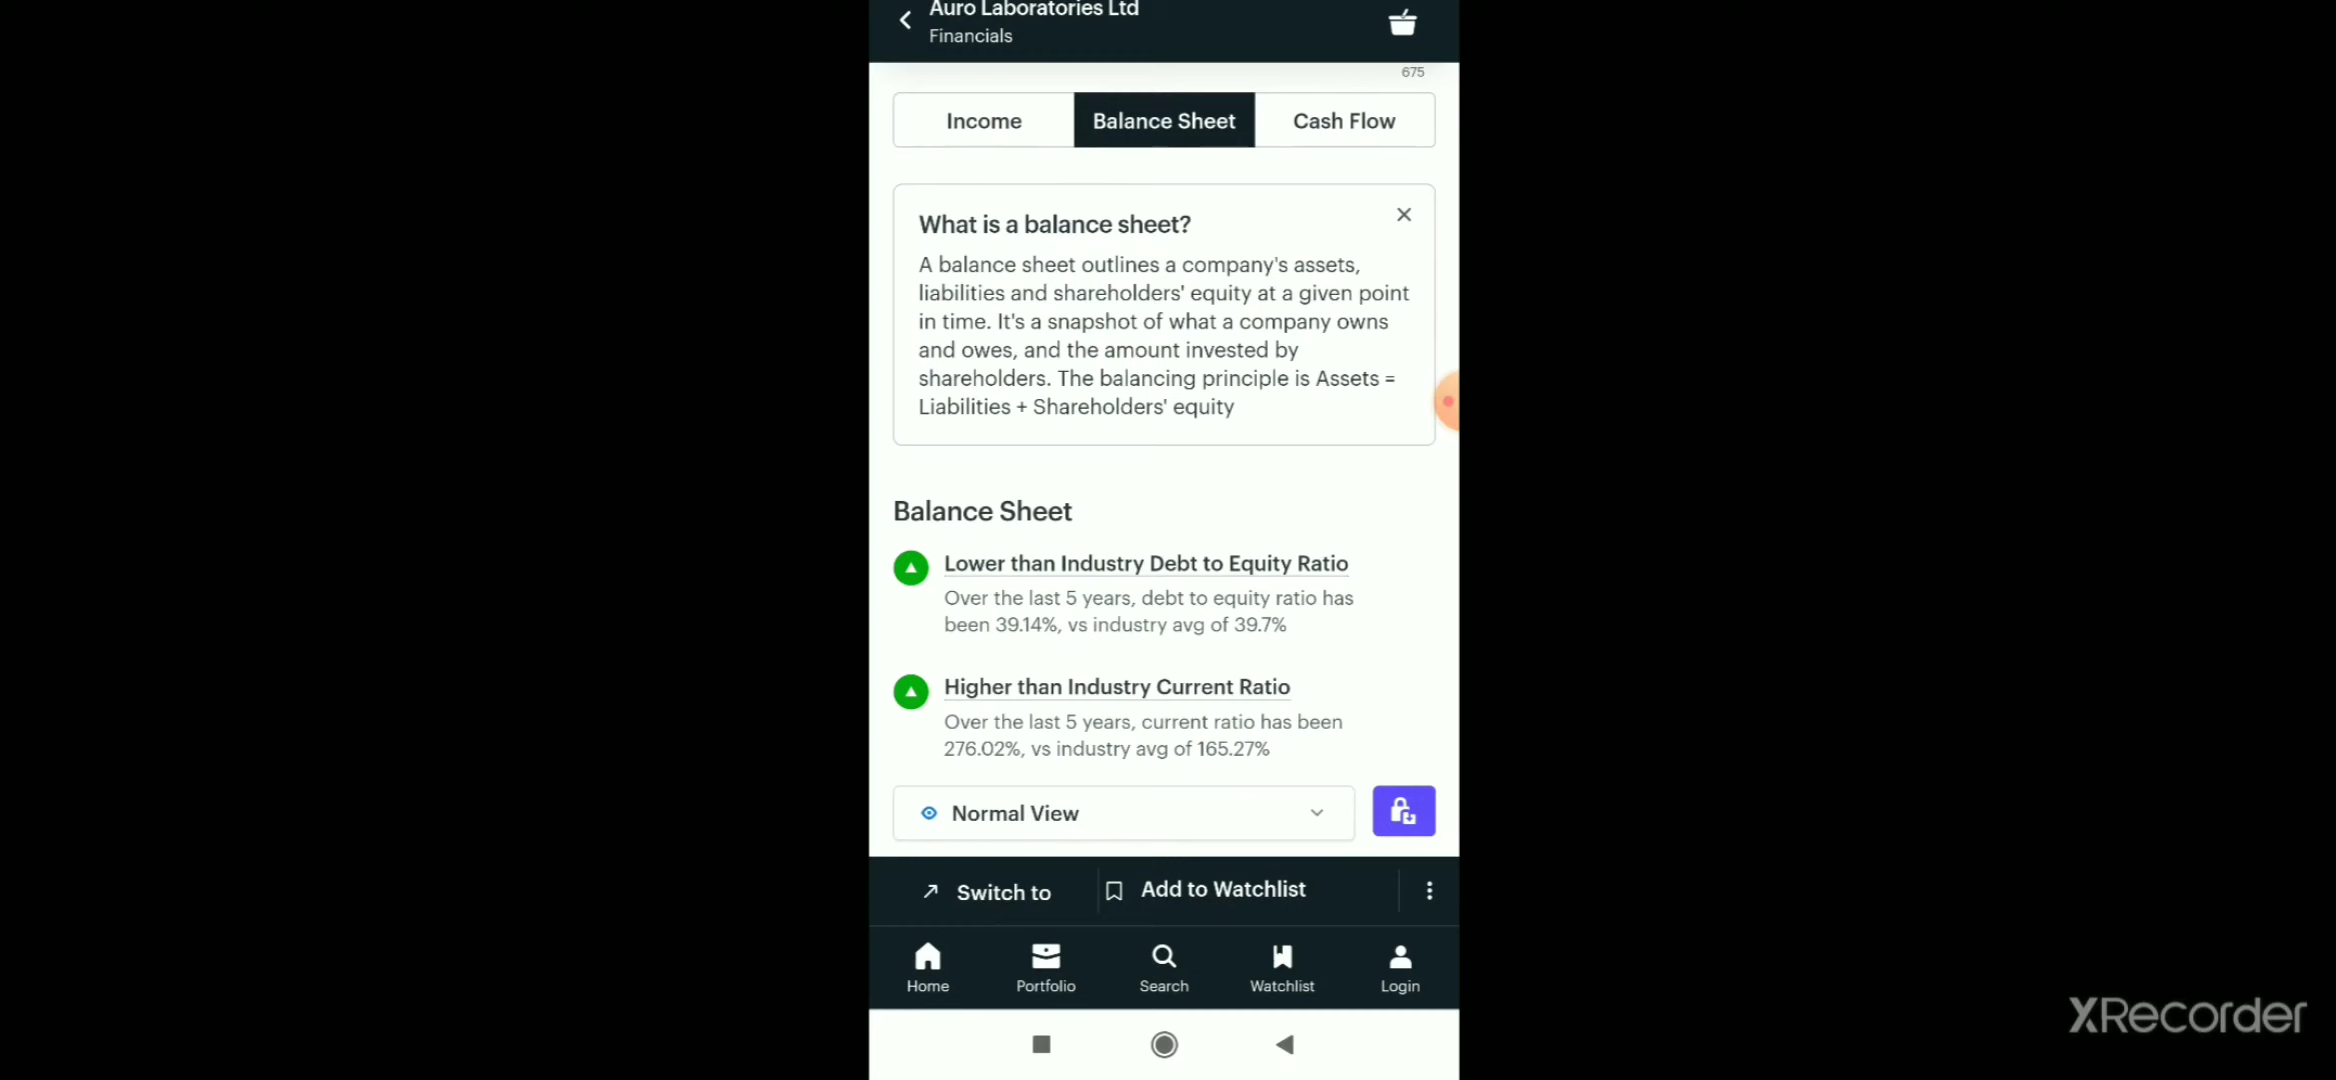 Auro Laboratories Ltd
Financials
675
Income
Balance Sheet
Cash Flow
What is a balance sheet?
A balance sheet outlines a company's assets,
liabilities and shareholders' equity at a given point
in time. It's a snapshot of what a company owns
and owes, and the amount invested by
shareholders. The balancing principle is Assets =
Liabilities + Shareholders' equity
Balance Sheet
Lower than Industry Debt to Equity Ratio
Over the last 5 years, debt to equity ratio has
been 39.14%, vs industry avg of 39.7%
Higher than Industry Current Ratio
Over the last 5 years, current ratio has been
276.02%, vs industry avg of 165.27%
Normal View
Switch to
Add to Watchlist
Home
Portfolio
Search
Watchlist
Login
XRecorder